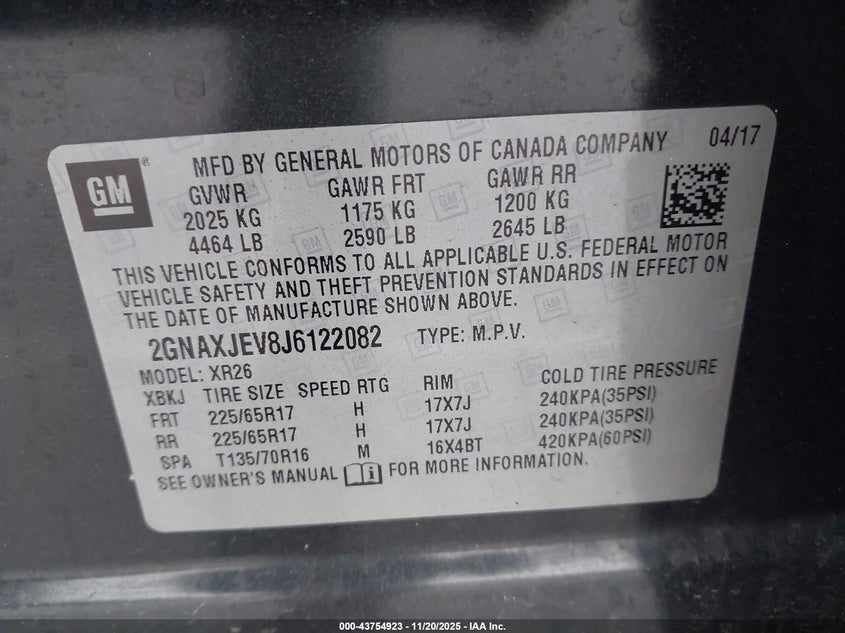 GM®
MFD BY GENERAL MOTORS OF CANADA COMPANY 04/17
GVWR GAWR FRT GAWR RR
2025 KG 1175 KG 1200 KG
4464 LB 2590 LB 2645 LB
THIS VEHICLE CONFORMS TO ALL APPLICABLE U.S. FEDERAL MOTOR
VEHICLE SAFETY AND THEFT PREVENTION STANDARDS IN EFFECT ON
THE DATE OF MANUFACTURE SHOWN ABOVE.
2GNAXJEV8J6122082 TYPE: M.P.V.
MODEL: XR26
XBKJ TIRE SIZE SPEED RTG RIM COLD TIRE PRESSURE
FRT 225/65R17 H 17X7J 240KPA(35PSI)
RR 225/65R17 H 17X7J 240KPA(35PSI)
SPA T135/70R16 M 16X4BT 420KPA(60PSI)
SEE OWNER'S MANUAL FOR MORE INFORMATION.
000-43754923 - 11/20/2025 - IAA Inc.